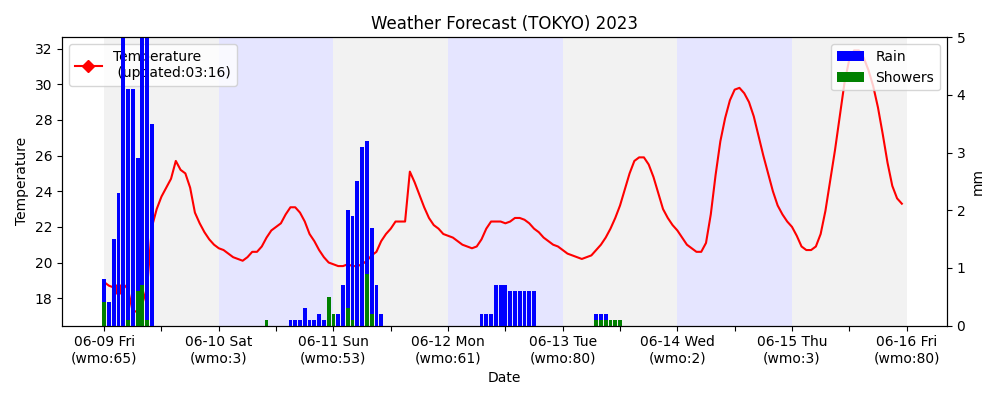 Weather Forecast (TOKYO) 2023
Temperature
(updated:03:16)
Rain
Showers
32
30
28
26
24
22
20
18
Temperature
5
4
3
2
1
0
mm
06-09 Fri
(wmo:65)
06-10 Sat
(wmo:3)
06-11 Sun
(wmo:53)
06-12 Mon
(wmo:61)
06-13 Tue
(wmo:80)
06-14 Wed
(wmo:2)
06-15 Thu
(wmo:3)
06-16 Fri
(wmo:80)
Date